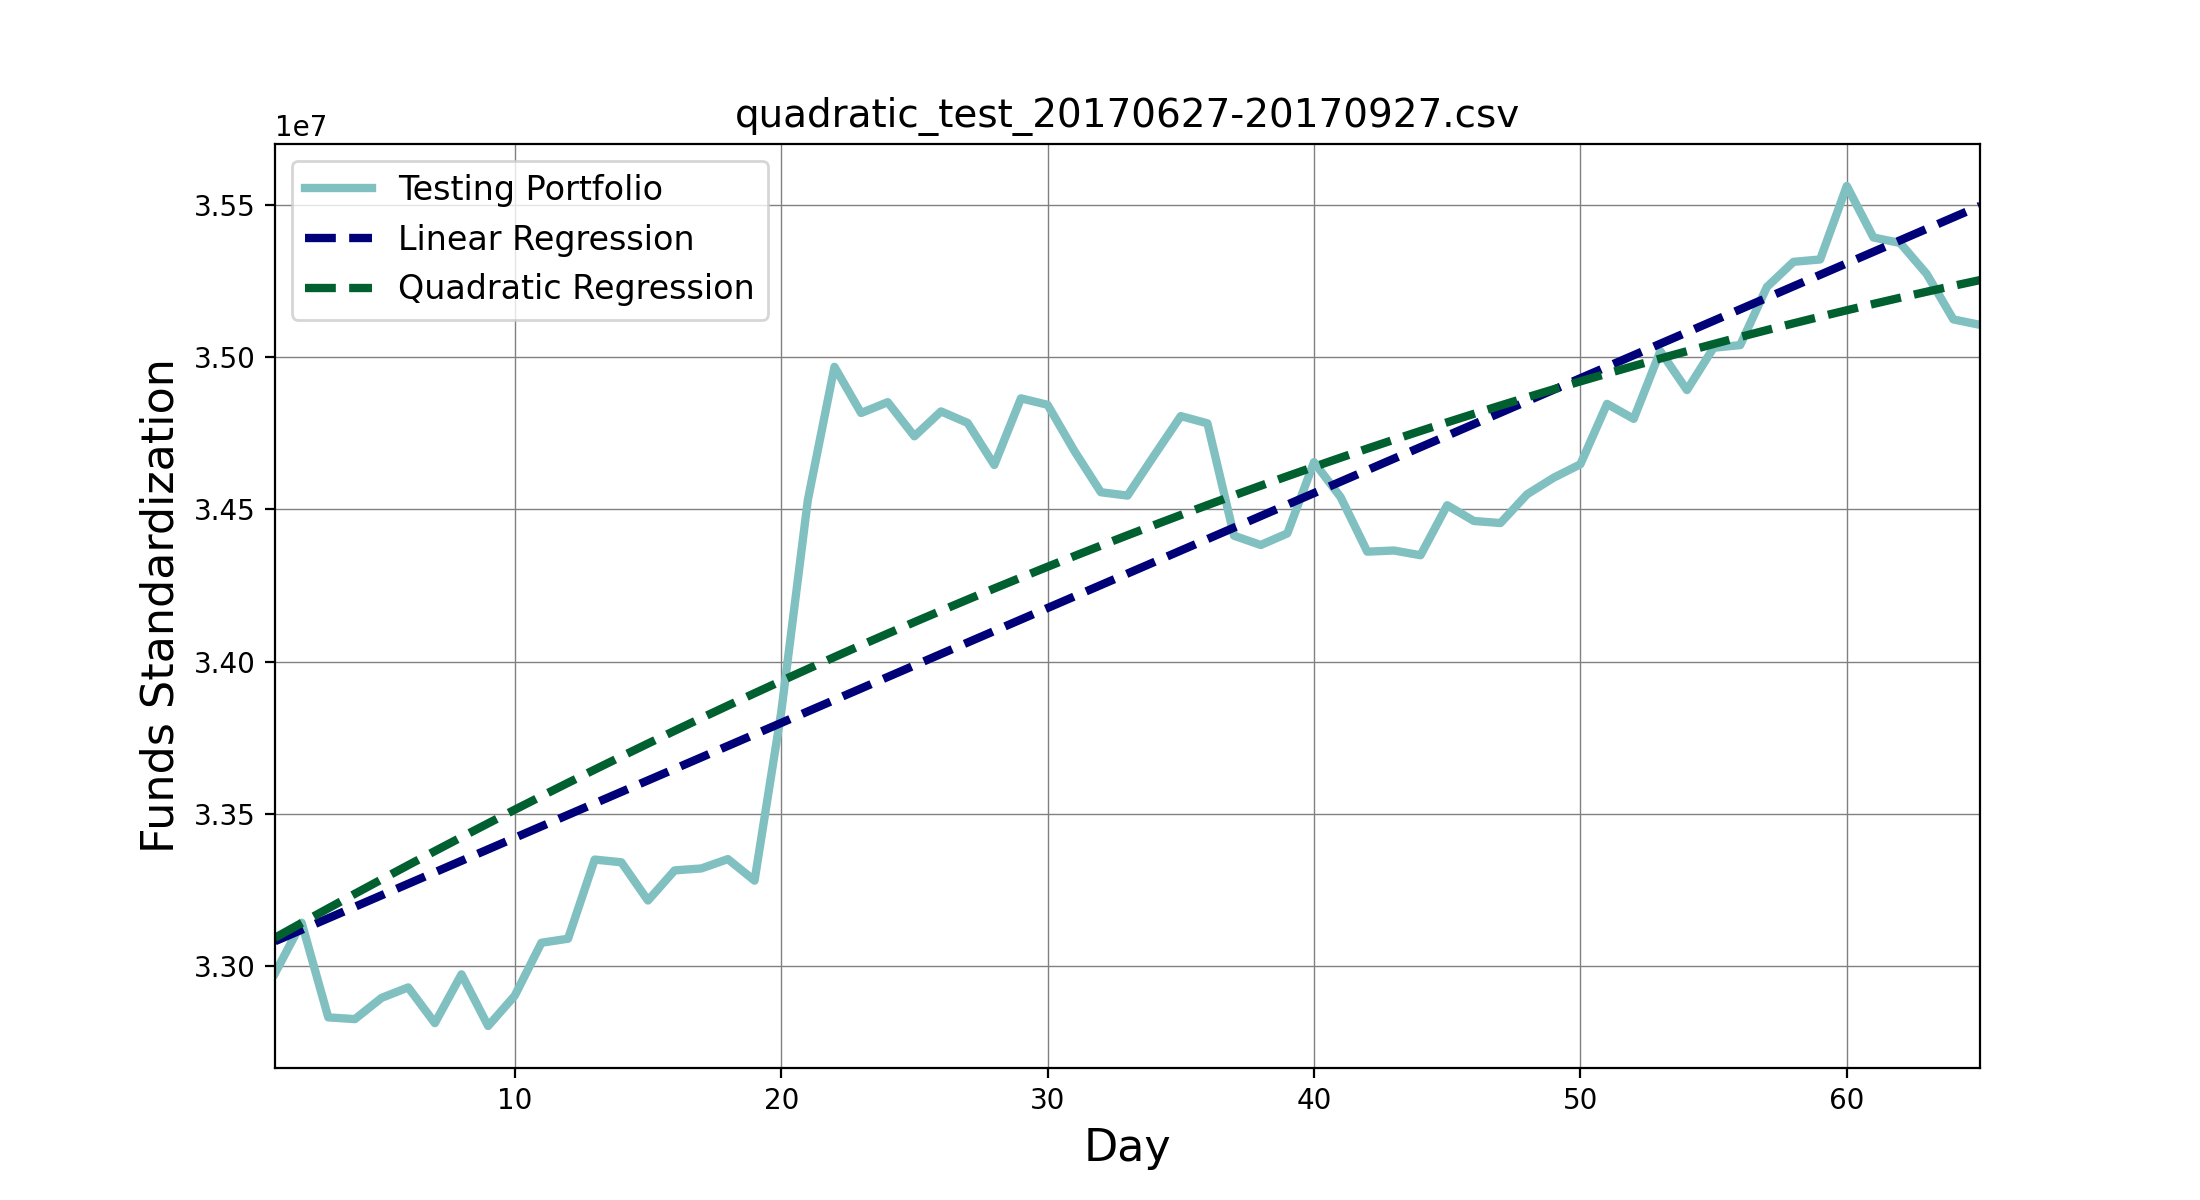 quadratic_test_20170627-20170927.csv
1e7
Testing Portfolio
Linear Regression
Quadratic Regression
Funds Standardization
3.55
3.50
3.45
3.40
3.35
3.30
10 20 30 40 50 60
Day